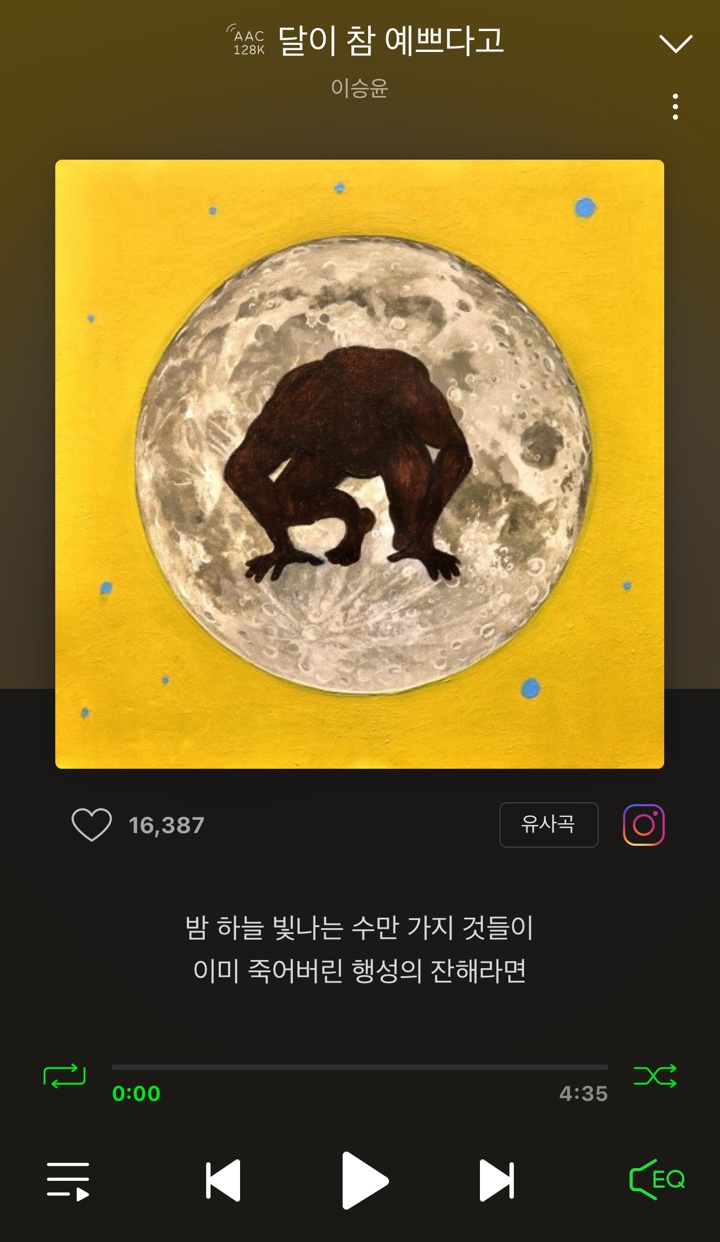 AAC
128K
달이 참 예쁘다고
이승윤
16,387
유사곡
밤 하늘 빛나는 수만 가지 것들이
이미 죽어버린 행성의 잔해라면
0:00
4:35
EQ